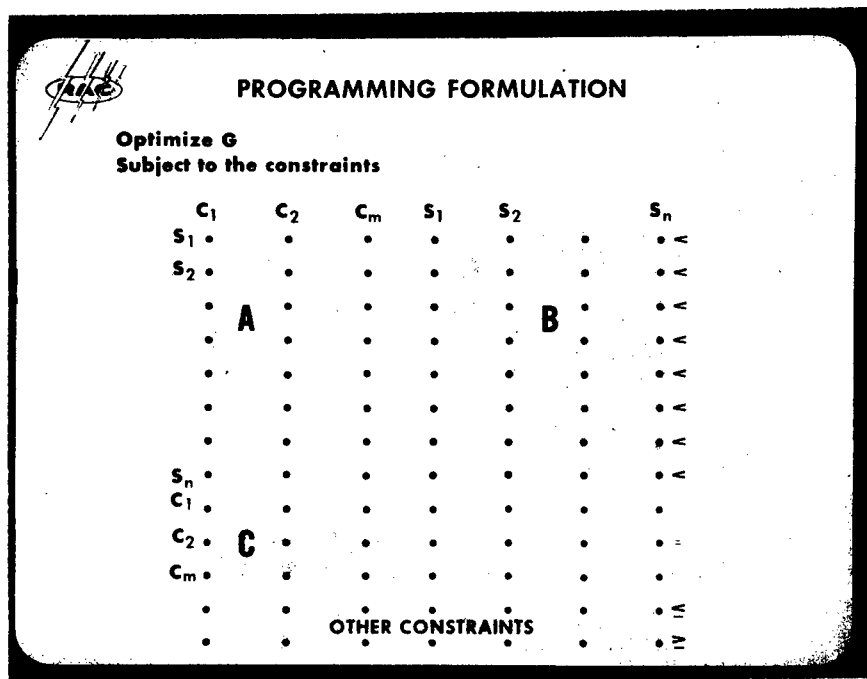 RAC
PROGRAMMING FORMULATION
Optimize G
Subject to the constraints
C₁ C₂ Cₘ S₁ S₂ Sₙ
S₁ • • • • • • • <
S₂ • • • • • • • <
• • • • • • • <
A B
• • • • • • • <
• • • • • • • <
• • • • • • • <
• • • • • • • <
Sₙ • • • • • • • <
C₁ • • • • • • •
C₂ • C • • • • • • =
Cₘ • • • • • • •
• • • • • • • ≤
OTHER CONSTRAINTS
• • • • • • • ≥